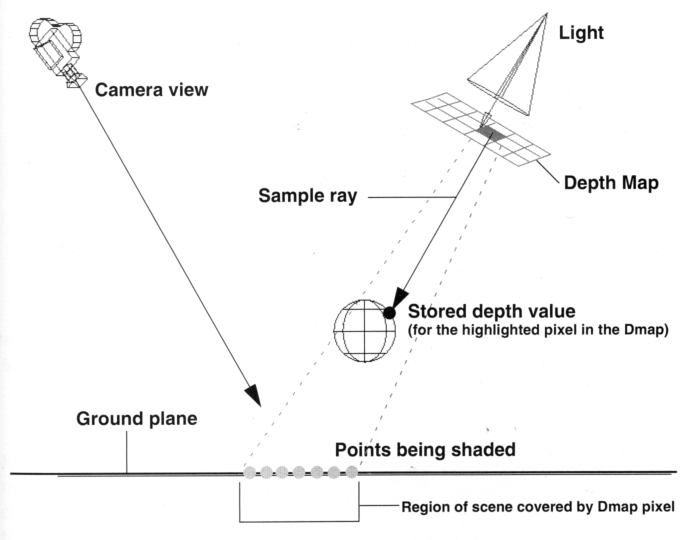 Light
Camera view
Depth Map
Sample ray
Stored depth value
(for the highlighted pixel in the Dmap)
Ground plane
Points being shaded
Region of scene covered by Dmap pixel